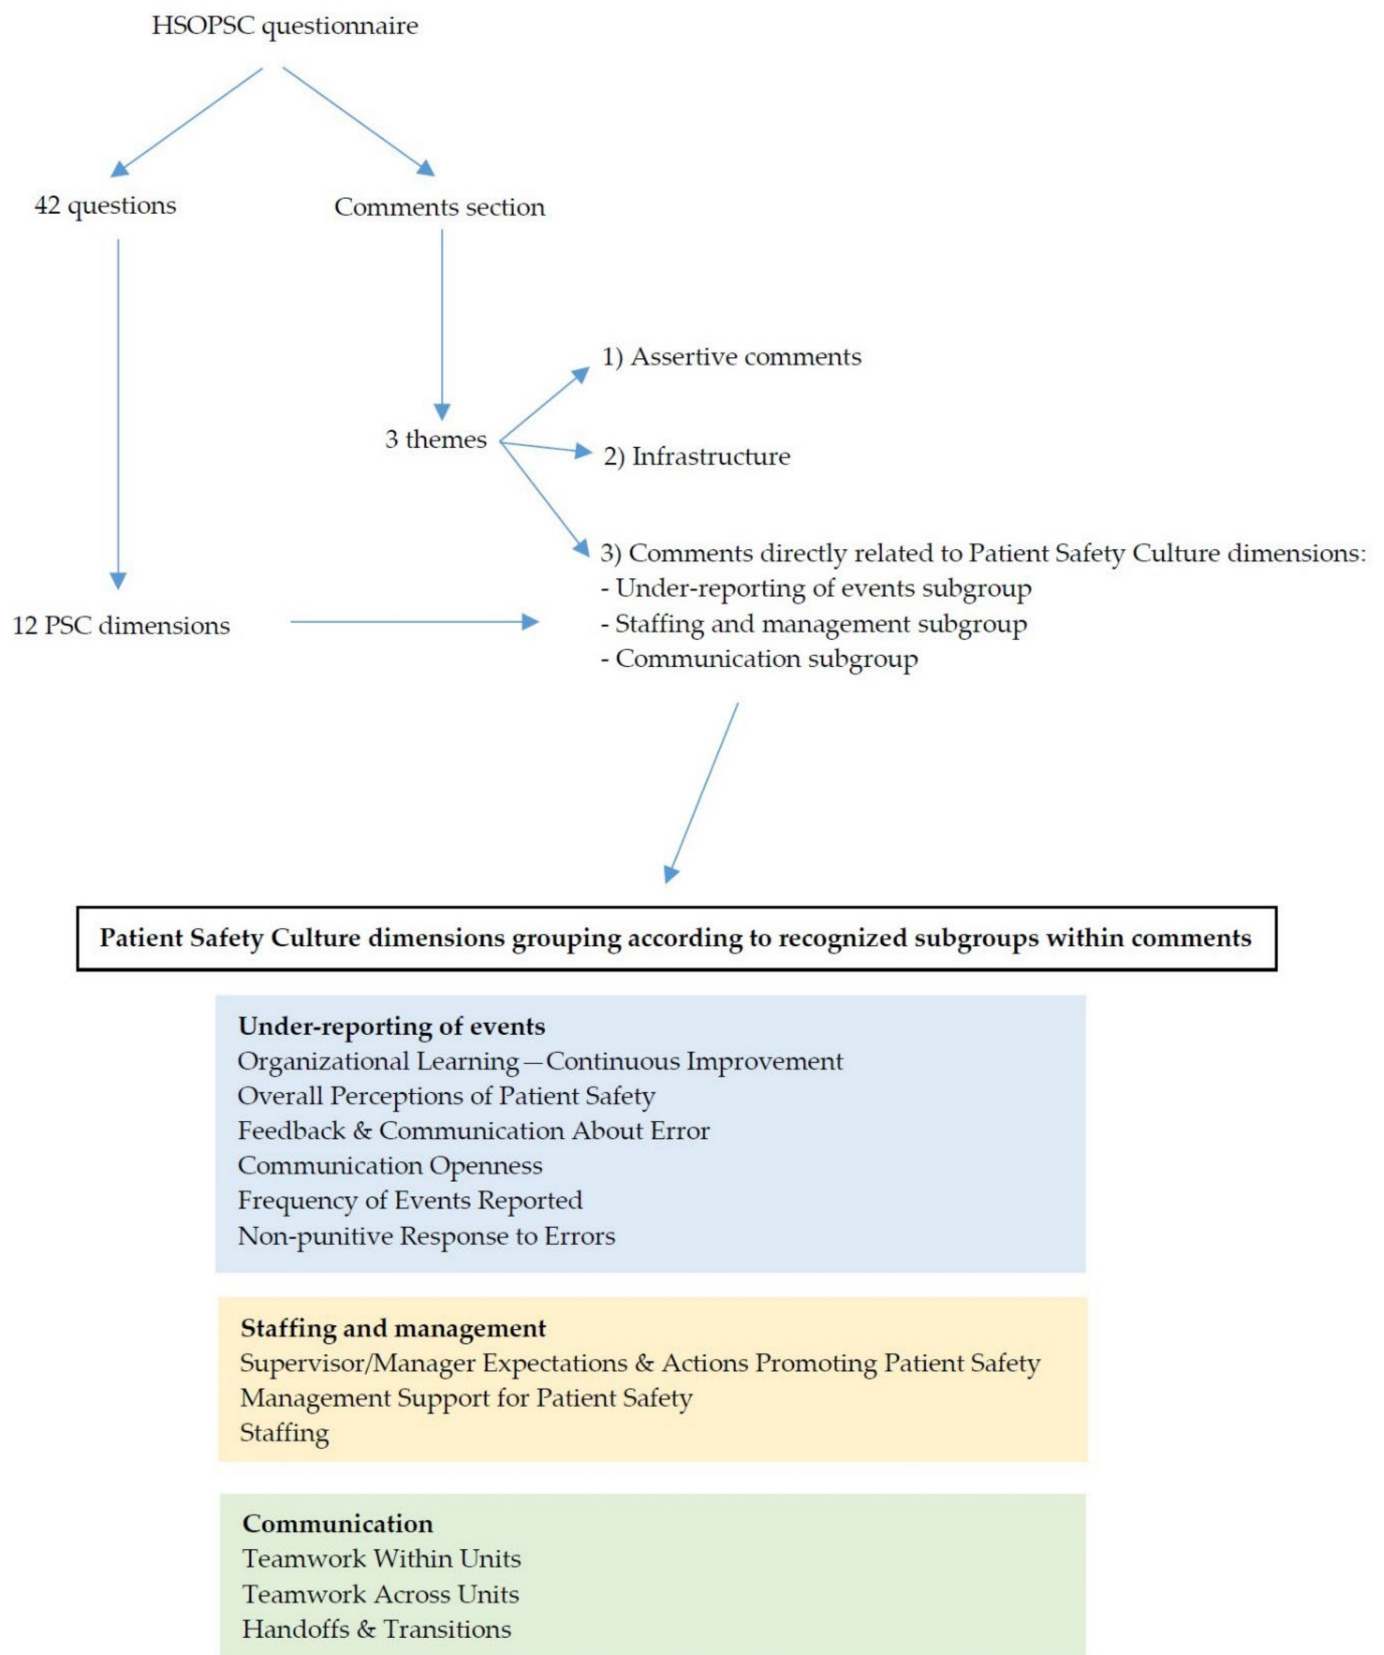 HSOPSC questionnaire
42 questions
Comments section
1) Assertive comments
3 themes
2) Infrastructure
3) Comments directly related to Patient Safety Culture dimensions:
- Under-reporting of events subgroup
12 PSC dimensions
- Staffing and management subgroup
- Communication subgroup
Patient Safety Culture dimensions grouping according to recognized subgroups within comments
Under-reporting of events
Organizational Learning—Continuous Improvement
Overall Perceptions of Patient Safety
Feedback & Communication About Error
Communication Openness
Frequency of Events Reported
Non-punitive Response to Errors
Staffing and management
Supervisor/Manager Expectations & Actions Promoting Patient Safety
Management Support for Patient Safety
Staffing
Communication
Teamwork Within Units
Teamwork Across Units
Handoffs & Transitions